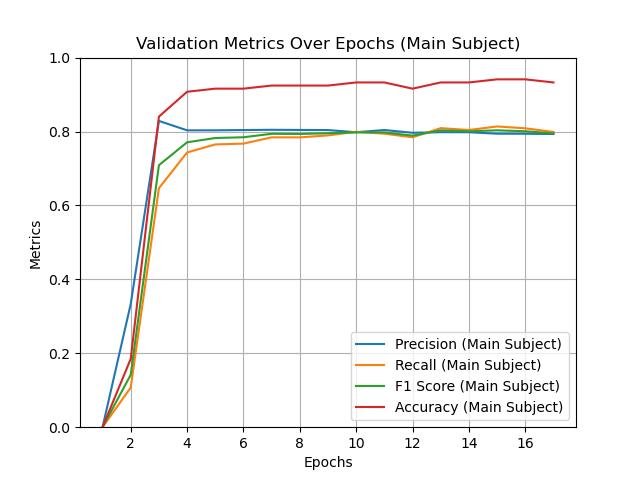 Validation Metrics Over Epochs (Main Subject)
1.0
0.8
0.6
0.4
0.2
0.0
Metrics
Precision (Main Subject)
Recall (Main Subject)
F1 Score (Main Subject)
Accuracy (Main Subject)
2 4 6 8 10 12 14 16
Epochs